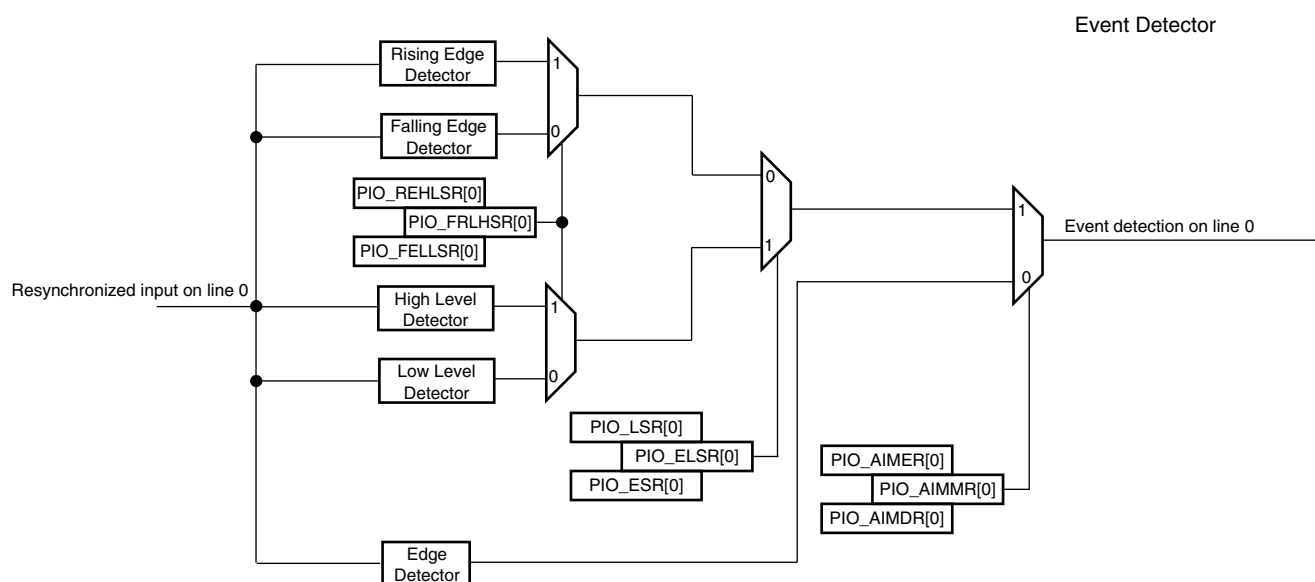 Event Detector
Rising Edge
Detector
1
Falling Edge
Detector
0
PIO_REHLSR[0]
PIO_FRLHSR[0]
PIO_FELLSR[0]
0
1
1
0
Event detection on line 0
Resynchronized input on line 0
High Level
Detector
1
Low Level
Detector
0
PIO_LSR[0]
PIO_ELSR[0]
PIO_ESR[0]
PIO_AIMER[0]
PIO_AIMMR[0]
PIO_AIMDR[0]
Edge
Detector